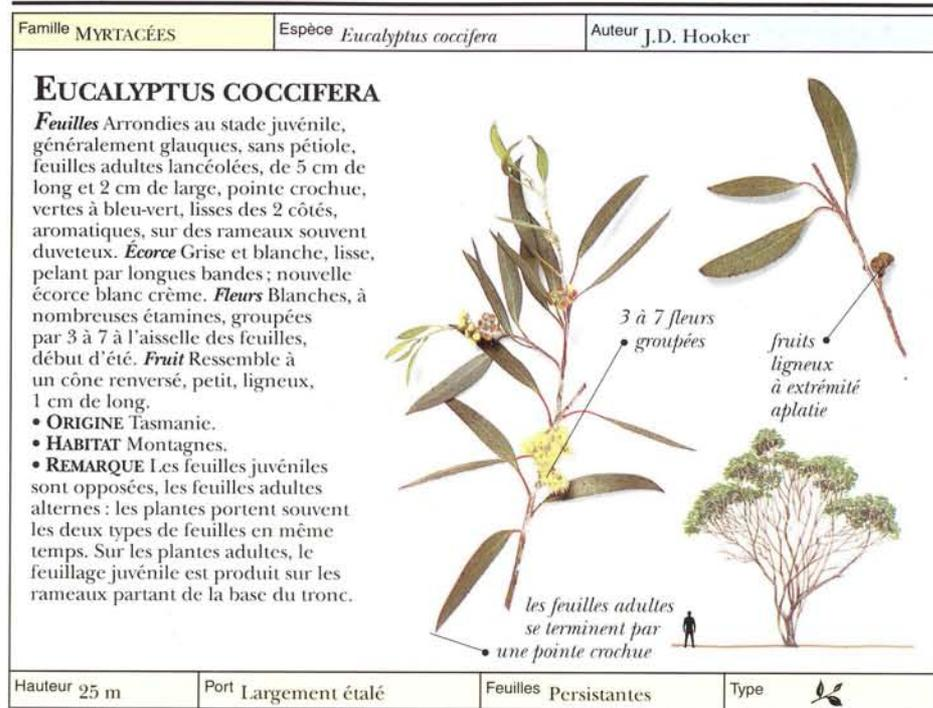 Famille MYRTACÉES
Espèce Eucalyptus coccifera
Auteur J.D. Hooker
EUCALYPTUS COCCIFERA
Feuilles Arrondies au stade juvénile,
généralement glauques, sans pétiole,
feuilles adultes lancéolées, de 5 cm de
long et 2 cm de large, pointe crochue,
vertes à bleu-vert, lisses des 2 côtés,
aromatiques, sur des rameaux souvent
duveteux. Écorce Grise et blanche, lisse,
pelant par longues bandes ; nouvelle
écorce blanc crème. Fleurs Blanches, à
nombreuses étamines, groupées
par 3 à 7 à l'aisselle des feuilles,
début d'été. Fruit Ressemble à
un cône renversé, petit, ligneux,
1 cm de long.
• ORIGINE Tasmanie.
• HABITAT Montagnes.
• REMARQUE Les feuilles juvéniles
sont opposées, les feuilles adultes
alternes : les plantes portent souvent
les deux types de feuilles en même
temps. Sur les plantes adultes, le
feuillage juvénile est produit sur les
rameaux partant de la base du tronc.
3 à 7 fleurs
groupées
fruits
ligneux
à extrémité
aplatie
les feuilles adultes
se terminent par
une pointe crochue
Hauteur 25 m
Port Largement étalé
Feuilles Persistantes
Type